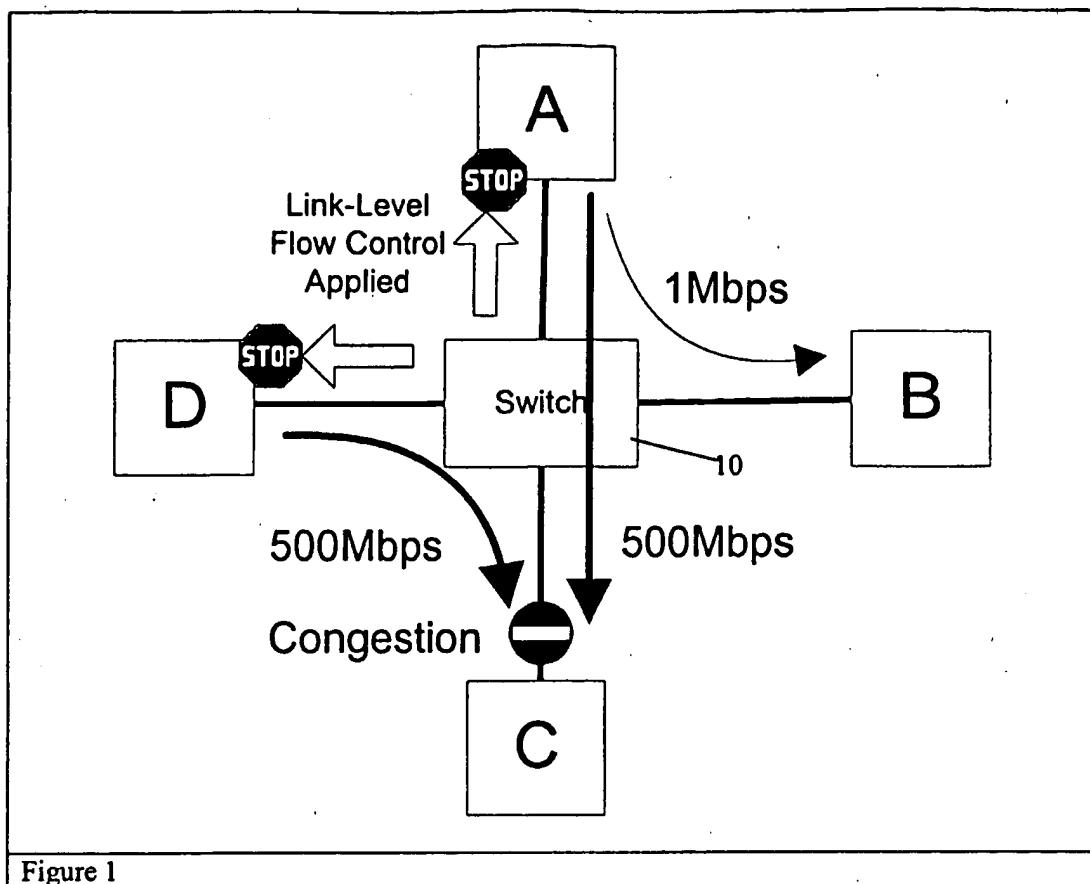 A
STOP
Link-Level
Flow Control
Applied
1Mbps
STOP
D
Switch
B
10
500Mbps
500Mbps
Congestion
C
Figure 1